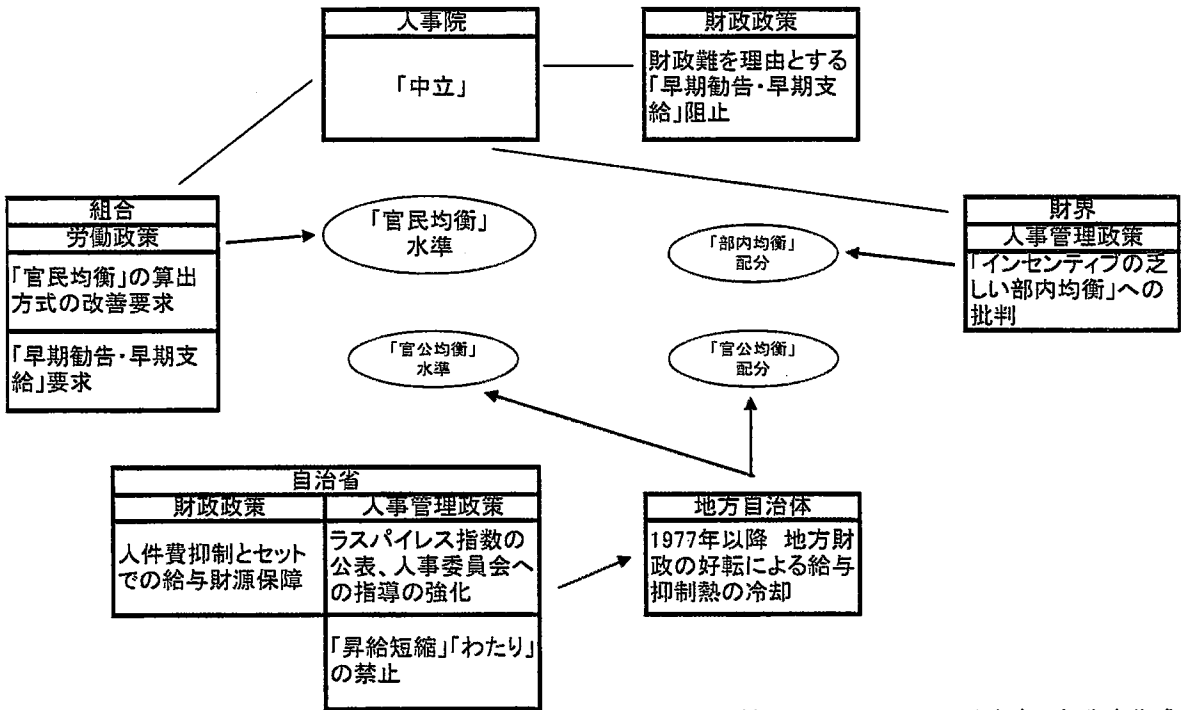 人事院
「中立」
財政政策
財政難を理由とする
「早期勧告・早期支
給」阻止
組合
労働政策
「官民均衡」の算出
方式の改善要求
「早期勧告・早期支
給」要求
「官民均衡」
水準
「部内均衡」
配分
財界
人事管理政策
「インセンティブの乏
しい部内均衡」への
批判
「官公均衡」
水準
「官公均衡」
配分
自治省
財政政策
人件費抑制とセット
での給与財源保障
人事管理政策
ラスパイレス指数の
公表、人事委員会へ
の指導の強化
「昇給短縮」「わたり」
の禁止
地方自治体
1977年以降 地方財
政の好転による給与
抑制熱の冷却